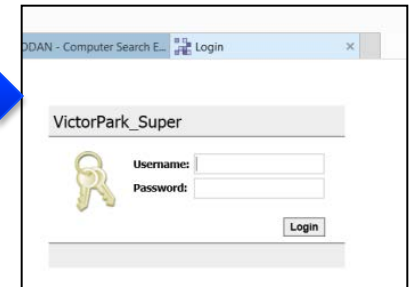 ODAN - Computer Search E... Login
VictorPark_Super
Username:
Password:
Login